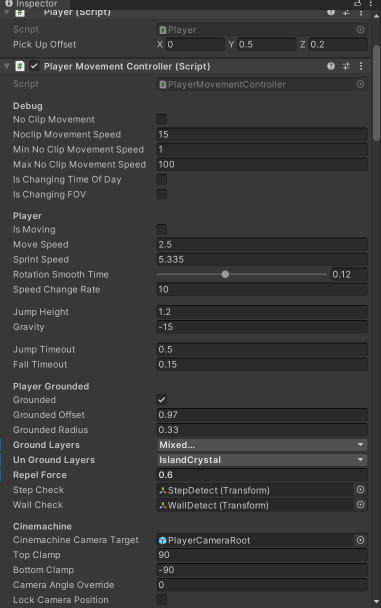 Inspector
Player (Script)
Script Player
Pick Up Offset X 0 Y 0.5 Z 0.2
Player Movement Controller (Script)
Script PlayerMovementController
Debug
No Clip Movement
Noclip Movement Speed 15
Min No Clip Movement Speed 1
Max No Clip Movement Speed 100
Is Changing Time Of Day
Is Changing FOV
Player
Is Moving
Move Speed 2.5
Sprint Speed 5.335
Rotation Smooth Time 0.12
Speed Change Rate 10
Jump Height 1.2
Gravity -15
Jump Timeout 0.5
Fall Timeout 0.15
Player Grounded
Grounded
Grounded Offset 0.97
Grounded Radius 0.33
Ground Layers Mixed...
Un Ground Layers IslandCrystal
Repel Force 0.6
Step Check StepDetect (Transform)
Wall Check WallDetect (Transform)
Cinemachine
Cinemachine Camera Target PlayerCameraRoot
Top Clamp 90
Bottom Clamp -90
Camera Angle Override 0
Lock Camera Position